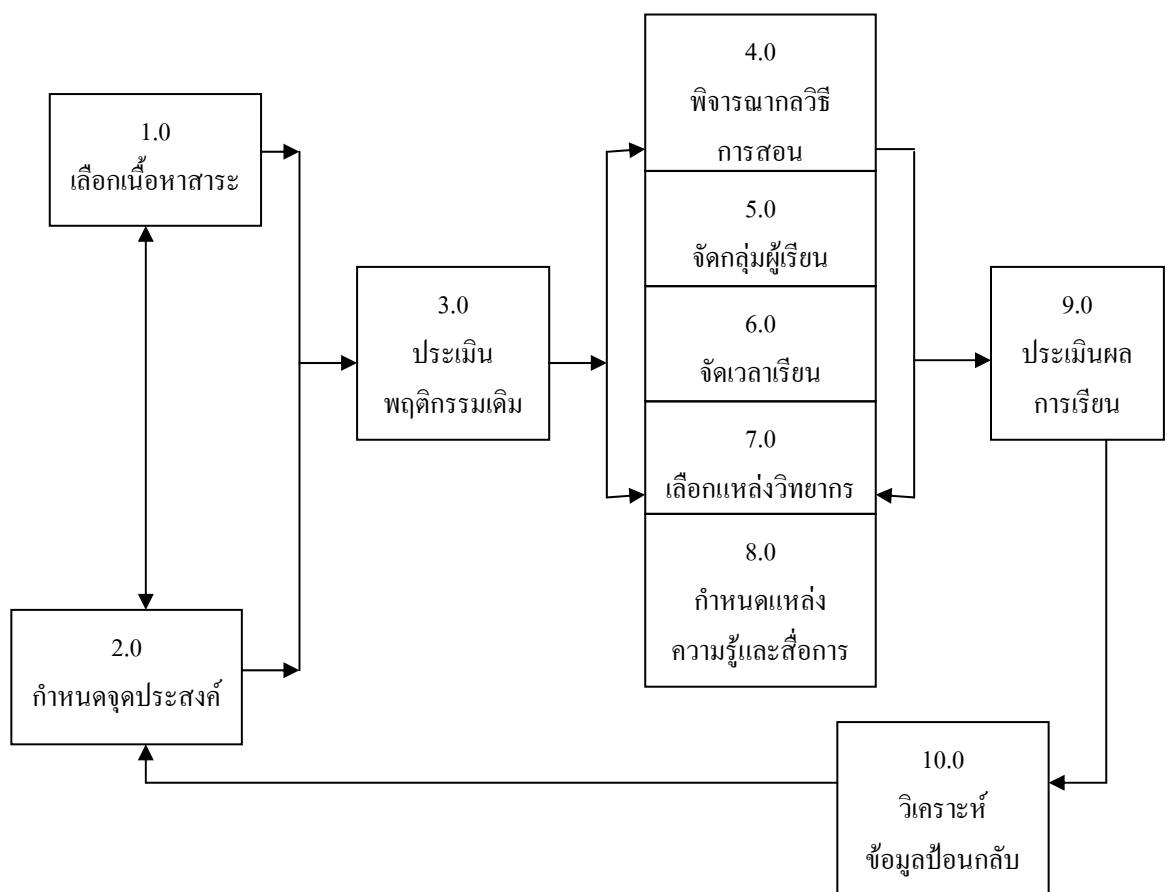 1.0
เลือกเนื้อหาสาระ
2.0
กำหนดจุดประสงค์
3.0
ประเมิน
พฤติกรรมเดิม
4.0
พิจารณากลวิธี
การสอน
5.0
จัดกลุ่มผู้เรียน
6.0
จัดเวลาเรียน
7.0
เลือกแหล่งวิทยากร
8.0
กำหนดแหล่ง
ความรู้และสื่อการ
9.0
ประเมินผล
การเรียน
10.0
วิเคราะห์
ข้อมูลป้อนกลับ